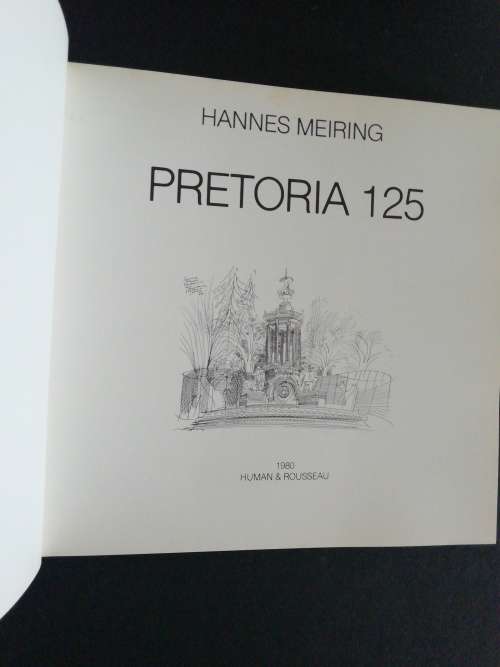 HANNES MEIRING
PRETORIA 125
1980
HUMAN & ROUSSEAU